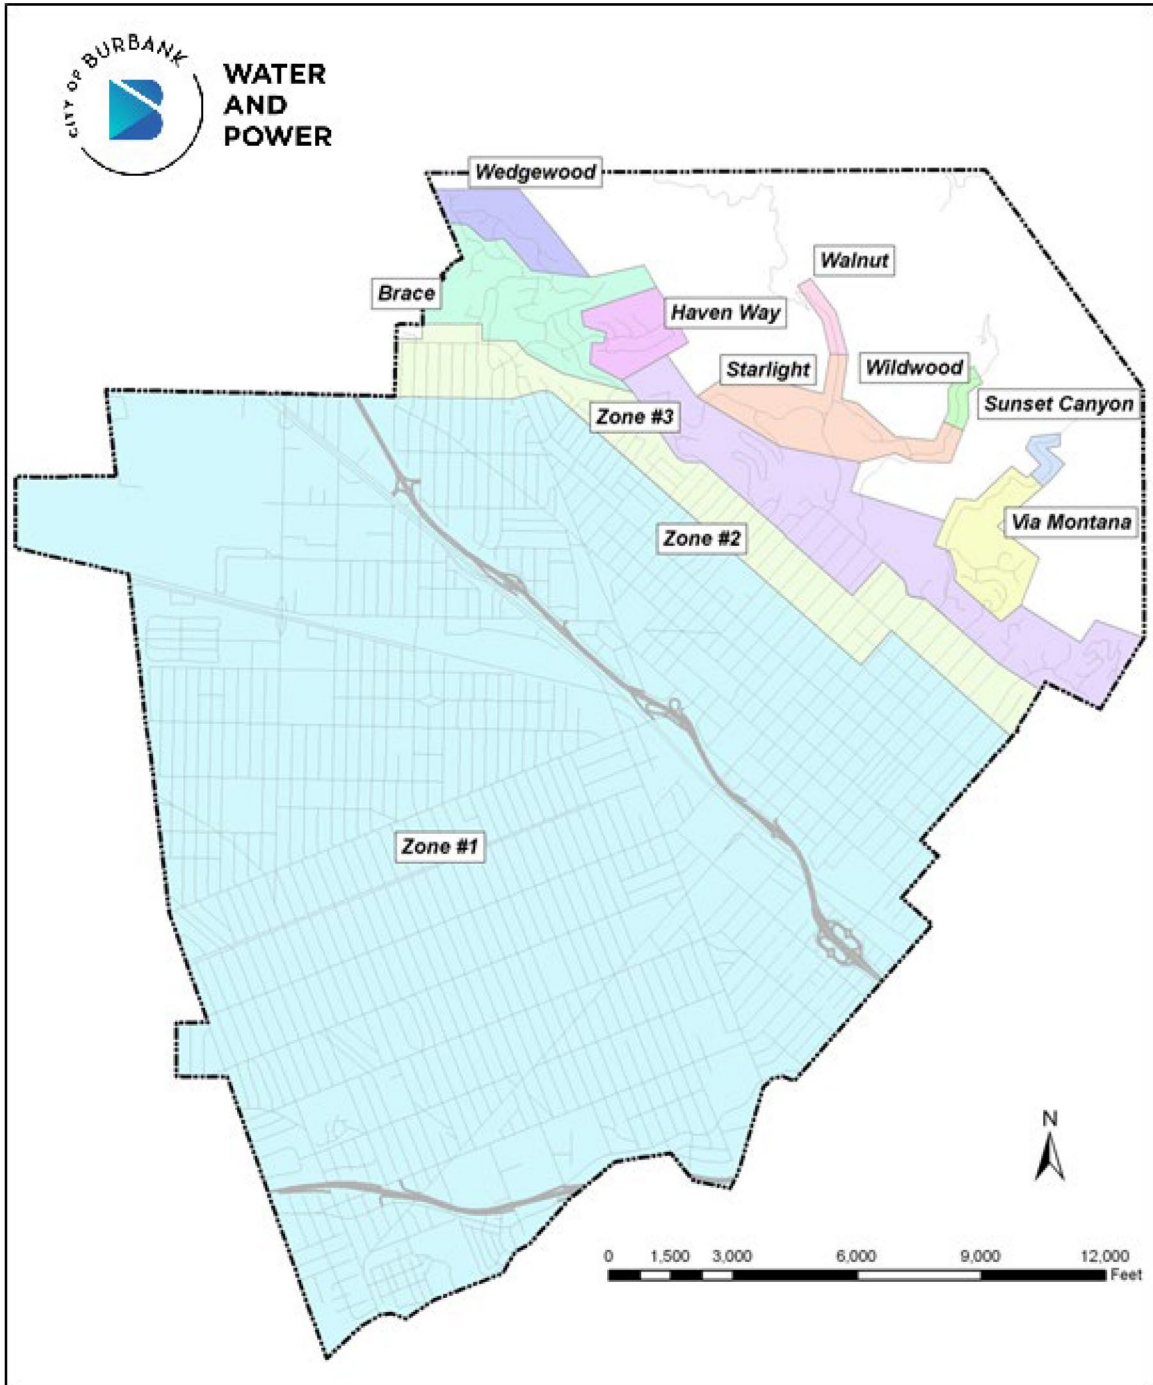 CITY OF BURBANK
WATER
AND
POWER
Wedgewood
Walnut
Brace
Haven Way
Starlight
Wildwood
Sunset Canyon
Zone #3
Via Montana
Zone #2
Zone #1
N
0 1,500 3,000 6,000 9,000 12,000
Feet